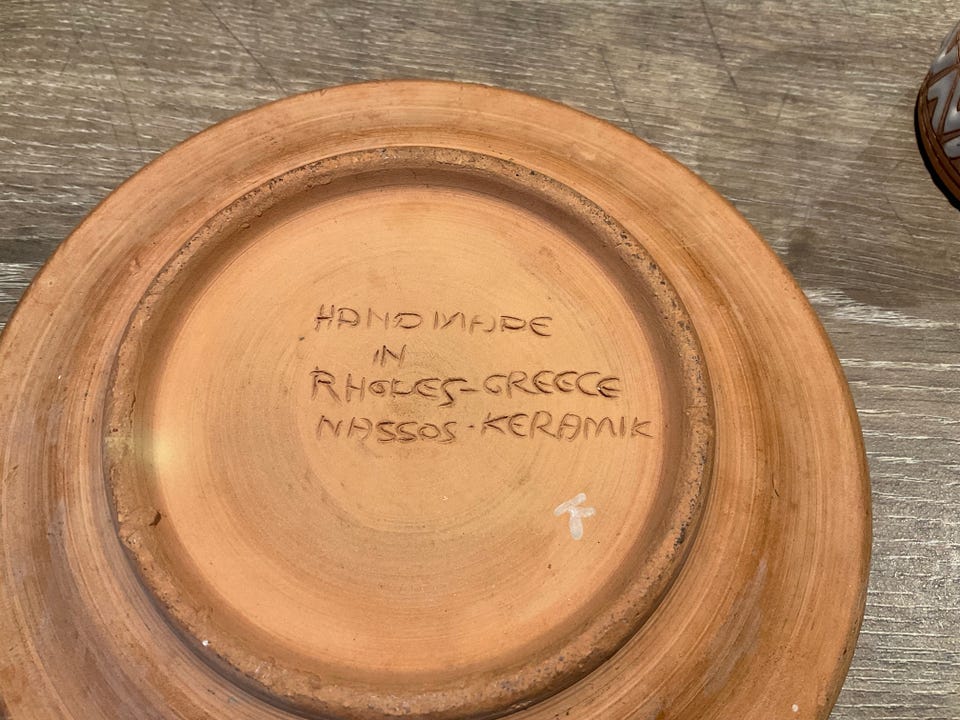 HANDMADE
IN
RHODES-GREECE
NASSOS·KERAMIK
K